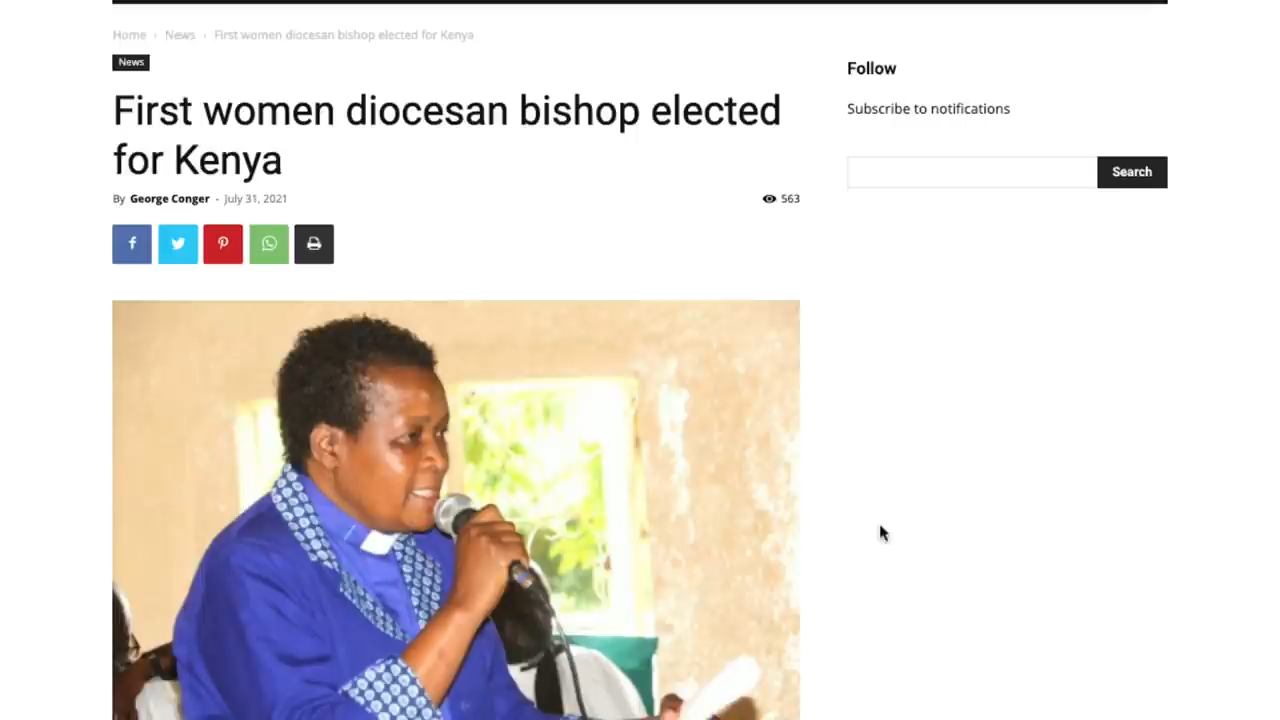 Home › News › First women diocesan bishop elected for Kenya
News
First women diocesan bishop elected
for Kenya
By George Conger - July 31, 2021
563
Follow
Subscribe to notifications
Search